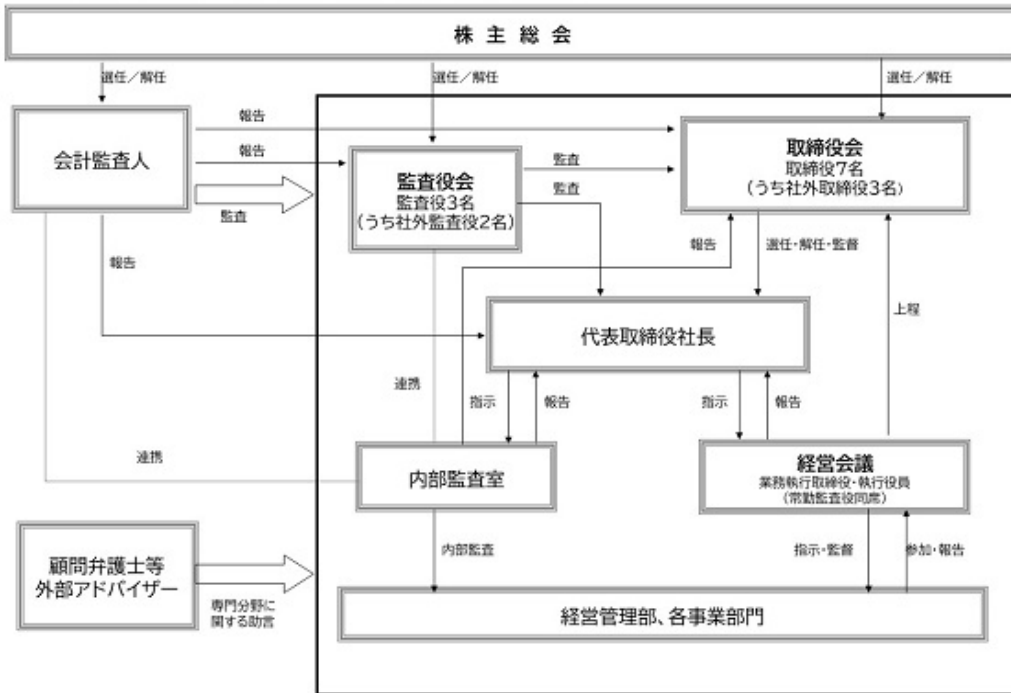 株主総会
選任／解任
選任／解任
選任／解任
会計監査人
報告
報告
監査
報告
監査役会
監査役3名
（うち社外監査役2名）
監査
監査
取締役会
取締役7名
（うち社外取締役3名）
報告
選任・解任・監督
上程
代表取締役社長
連携
指示
報告
指示
報告
連携
内部監査室
経営会議
業務執行取締役・執行役員
（常勤監査役同席）
顧問弁護士等
外部アドバイザー
専門分野に
関する助言
内部監査
指示・監督
参加・報告
経営管理部、各事業部門